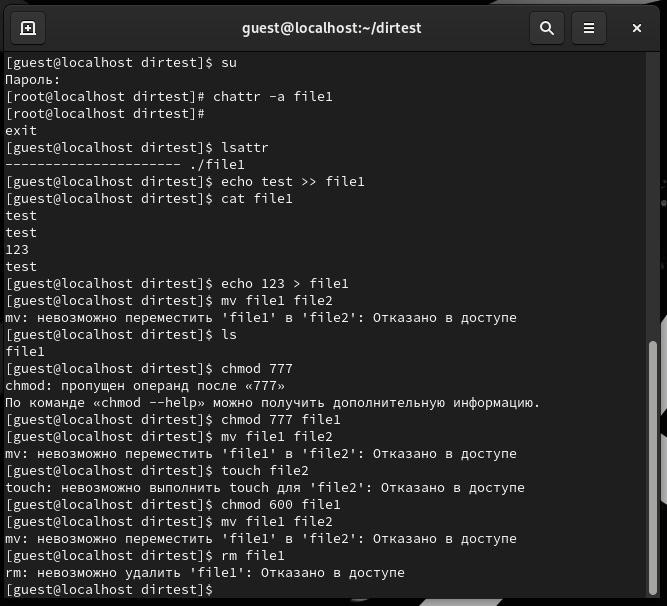 guest@localhost:~/dirtest
[guest@localhost dirtest]$ su
Пароль:
[root@localhost dirtest]# chattr -a file1
[root@localhost dirtest]#
exit
[guest@localhost dirtest]$ lsattr
---------------------- ./file1
[guest@localhost dirtest]$ echo test >> file1
[guest@localhost dirtest]$ cat file1
test
test
123
test
[guest@localhost dirtest]$ echo 123 > file1
[guest@localhost dirtest]$ mv file1 file2
mv: невозможно переместить 'file1' в 'file2': Отказано в доступе
[guest@localhost dirtest]$ ls
file1
[guest@localhost dirtest]$ chmod 777
chmod: пропущен операнд после «777»
По команде «chmod --help» можно получить дополнительную информацию.
[guest@localhost dirtest]$ chmod 777 file1
[guest@localhost dirtest]$ mv file1 file2
mv: невозможно переместить 'file1' в 'file2': Отказано в доступе
[guest@localhost dirtest]$ touch file2
touch: невозможно выполнить touch для 'file2': Отказано в доступе
[guest@localhost dirtest]$ chmod 600 file1
[guest@localhost dirtest]$ mv file1 file2
mv: невозможно переместить 'file1' в 'file2': Отказано в доступе
[guest@localhost dirtest]$ rm file1
rm: невозможно удалить 'file1': Отказано в доступе
[guest@localhost dirtest]$